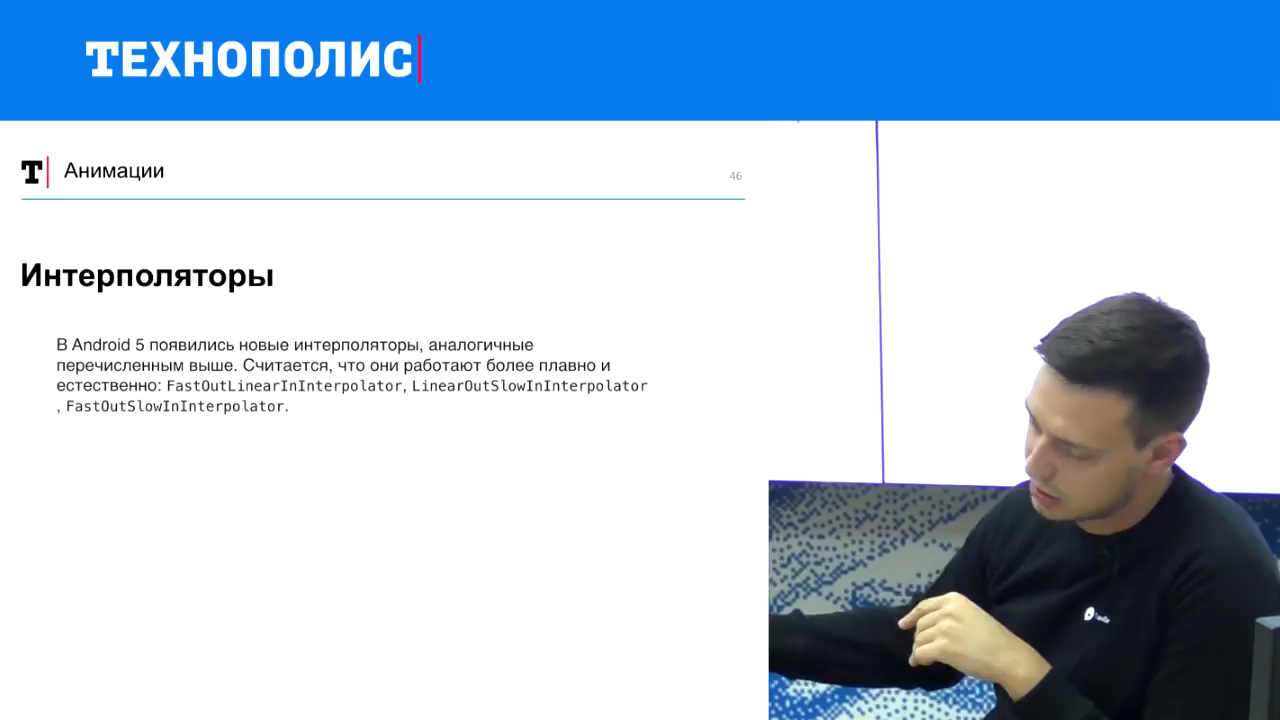 ТЕХНОПОЛИС
Т Анимации
46
Интерполяторы
В Android 5 появились новые интерполяторы, аналогичные
перечисленным выше. Считается, что они работают более плавно и
естественно: FastOutLinearInInterpolator, LinearOutSlowInInterpolator
, FastOutSlowInInterpolator.